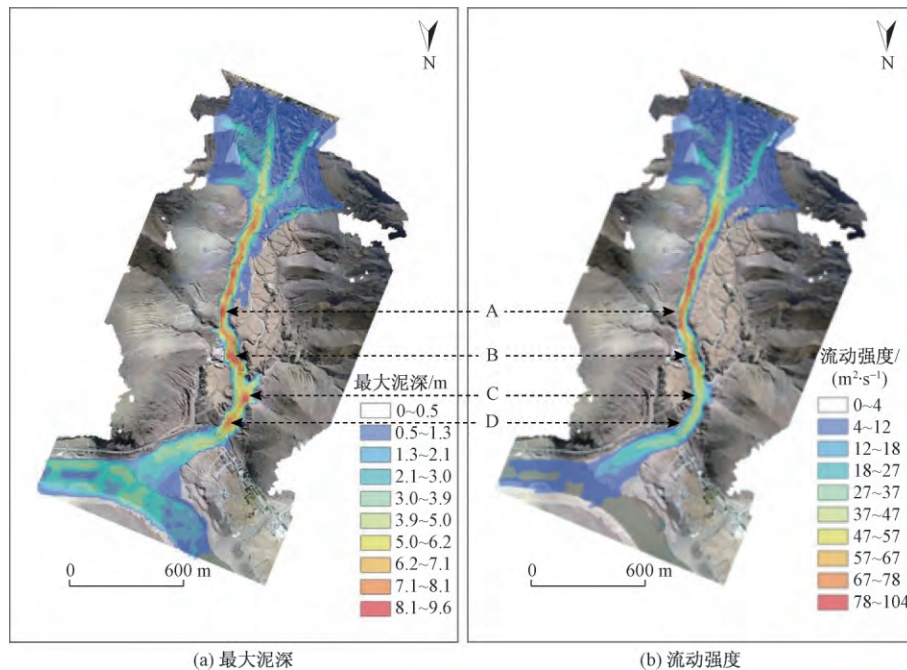 N
N
A
B
C
D
最大泥深/m
0~0.5
0.5~1.3
1.3~2.1
2.1~3.0
3.0~3.9
3.9~5.0
5.0~6.2
6.2~7.1
7.1~8.1
8.1~9.6
0 600 m
(a) 最大泥深
流动强度/
(m²·s⁻¹)
0~4
4~12
12~18
18~27
27~37
37~47
47~57
57~67
67~78
78~104
0 600 m
(b) 流动强度